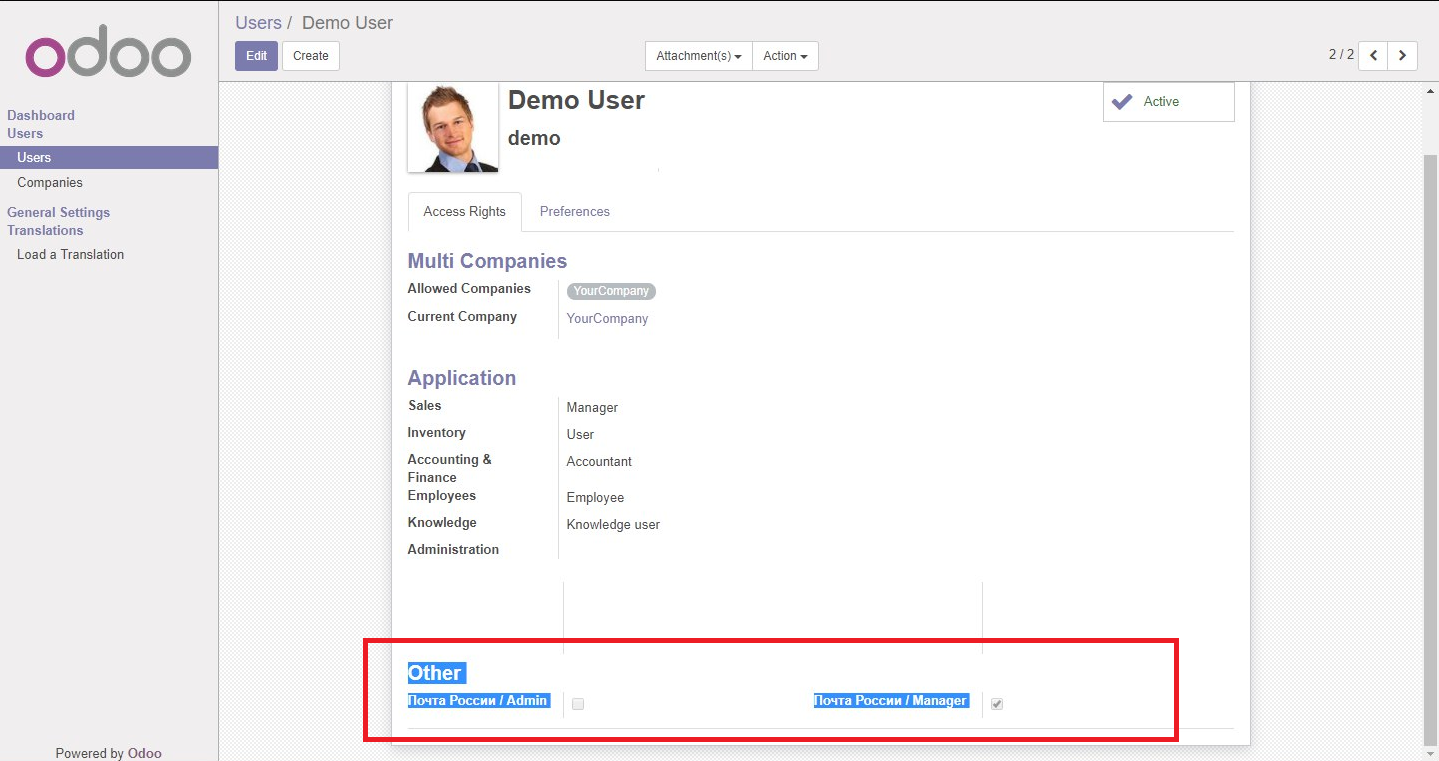 odoo
Users / Demo User
Edit Create Attachment(s) Action 2 / 2
Dashboard
Users
Users
Companies
General Settings
Translations
Load a Translation
Powered by Odoo
Demo User
demo
Active
Access Rights Preferences
Multi Companies
Allowed Companies YourCompany
Current Company YourCompany
Application
Sales Manager
Inventory User
Accounting & Accountant
Finance
Employees Employee
Knowledge Knowledge user
Administration
Other
Почта России / Admin Почта России / Manager